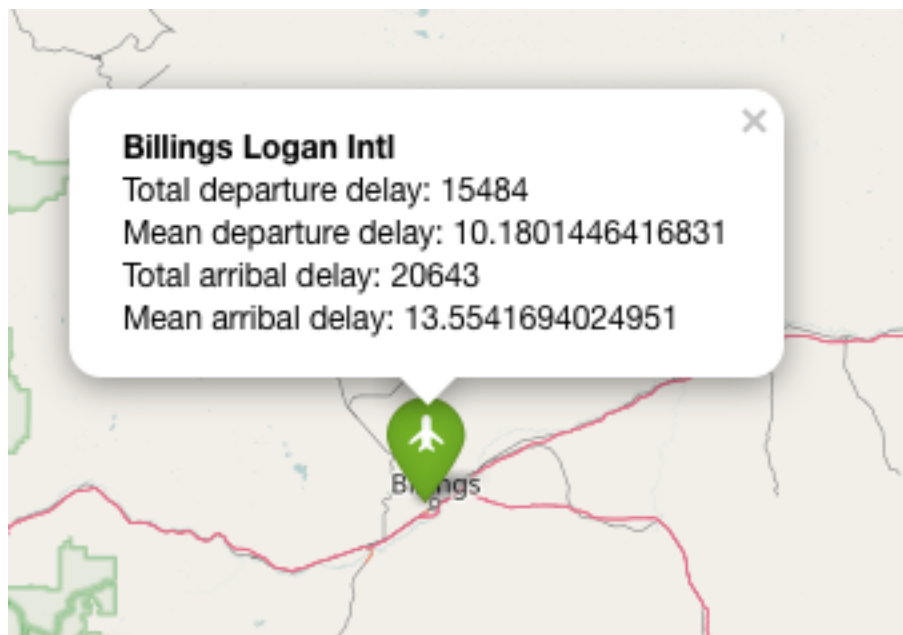 Billings Logan Intl
Total departure delay: 15484
Mean departure delay: 10.1801446416831
Total arribal delay: 20643
Mean arribal delay: 13.5541694024951
Billings